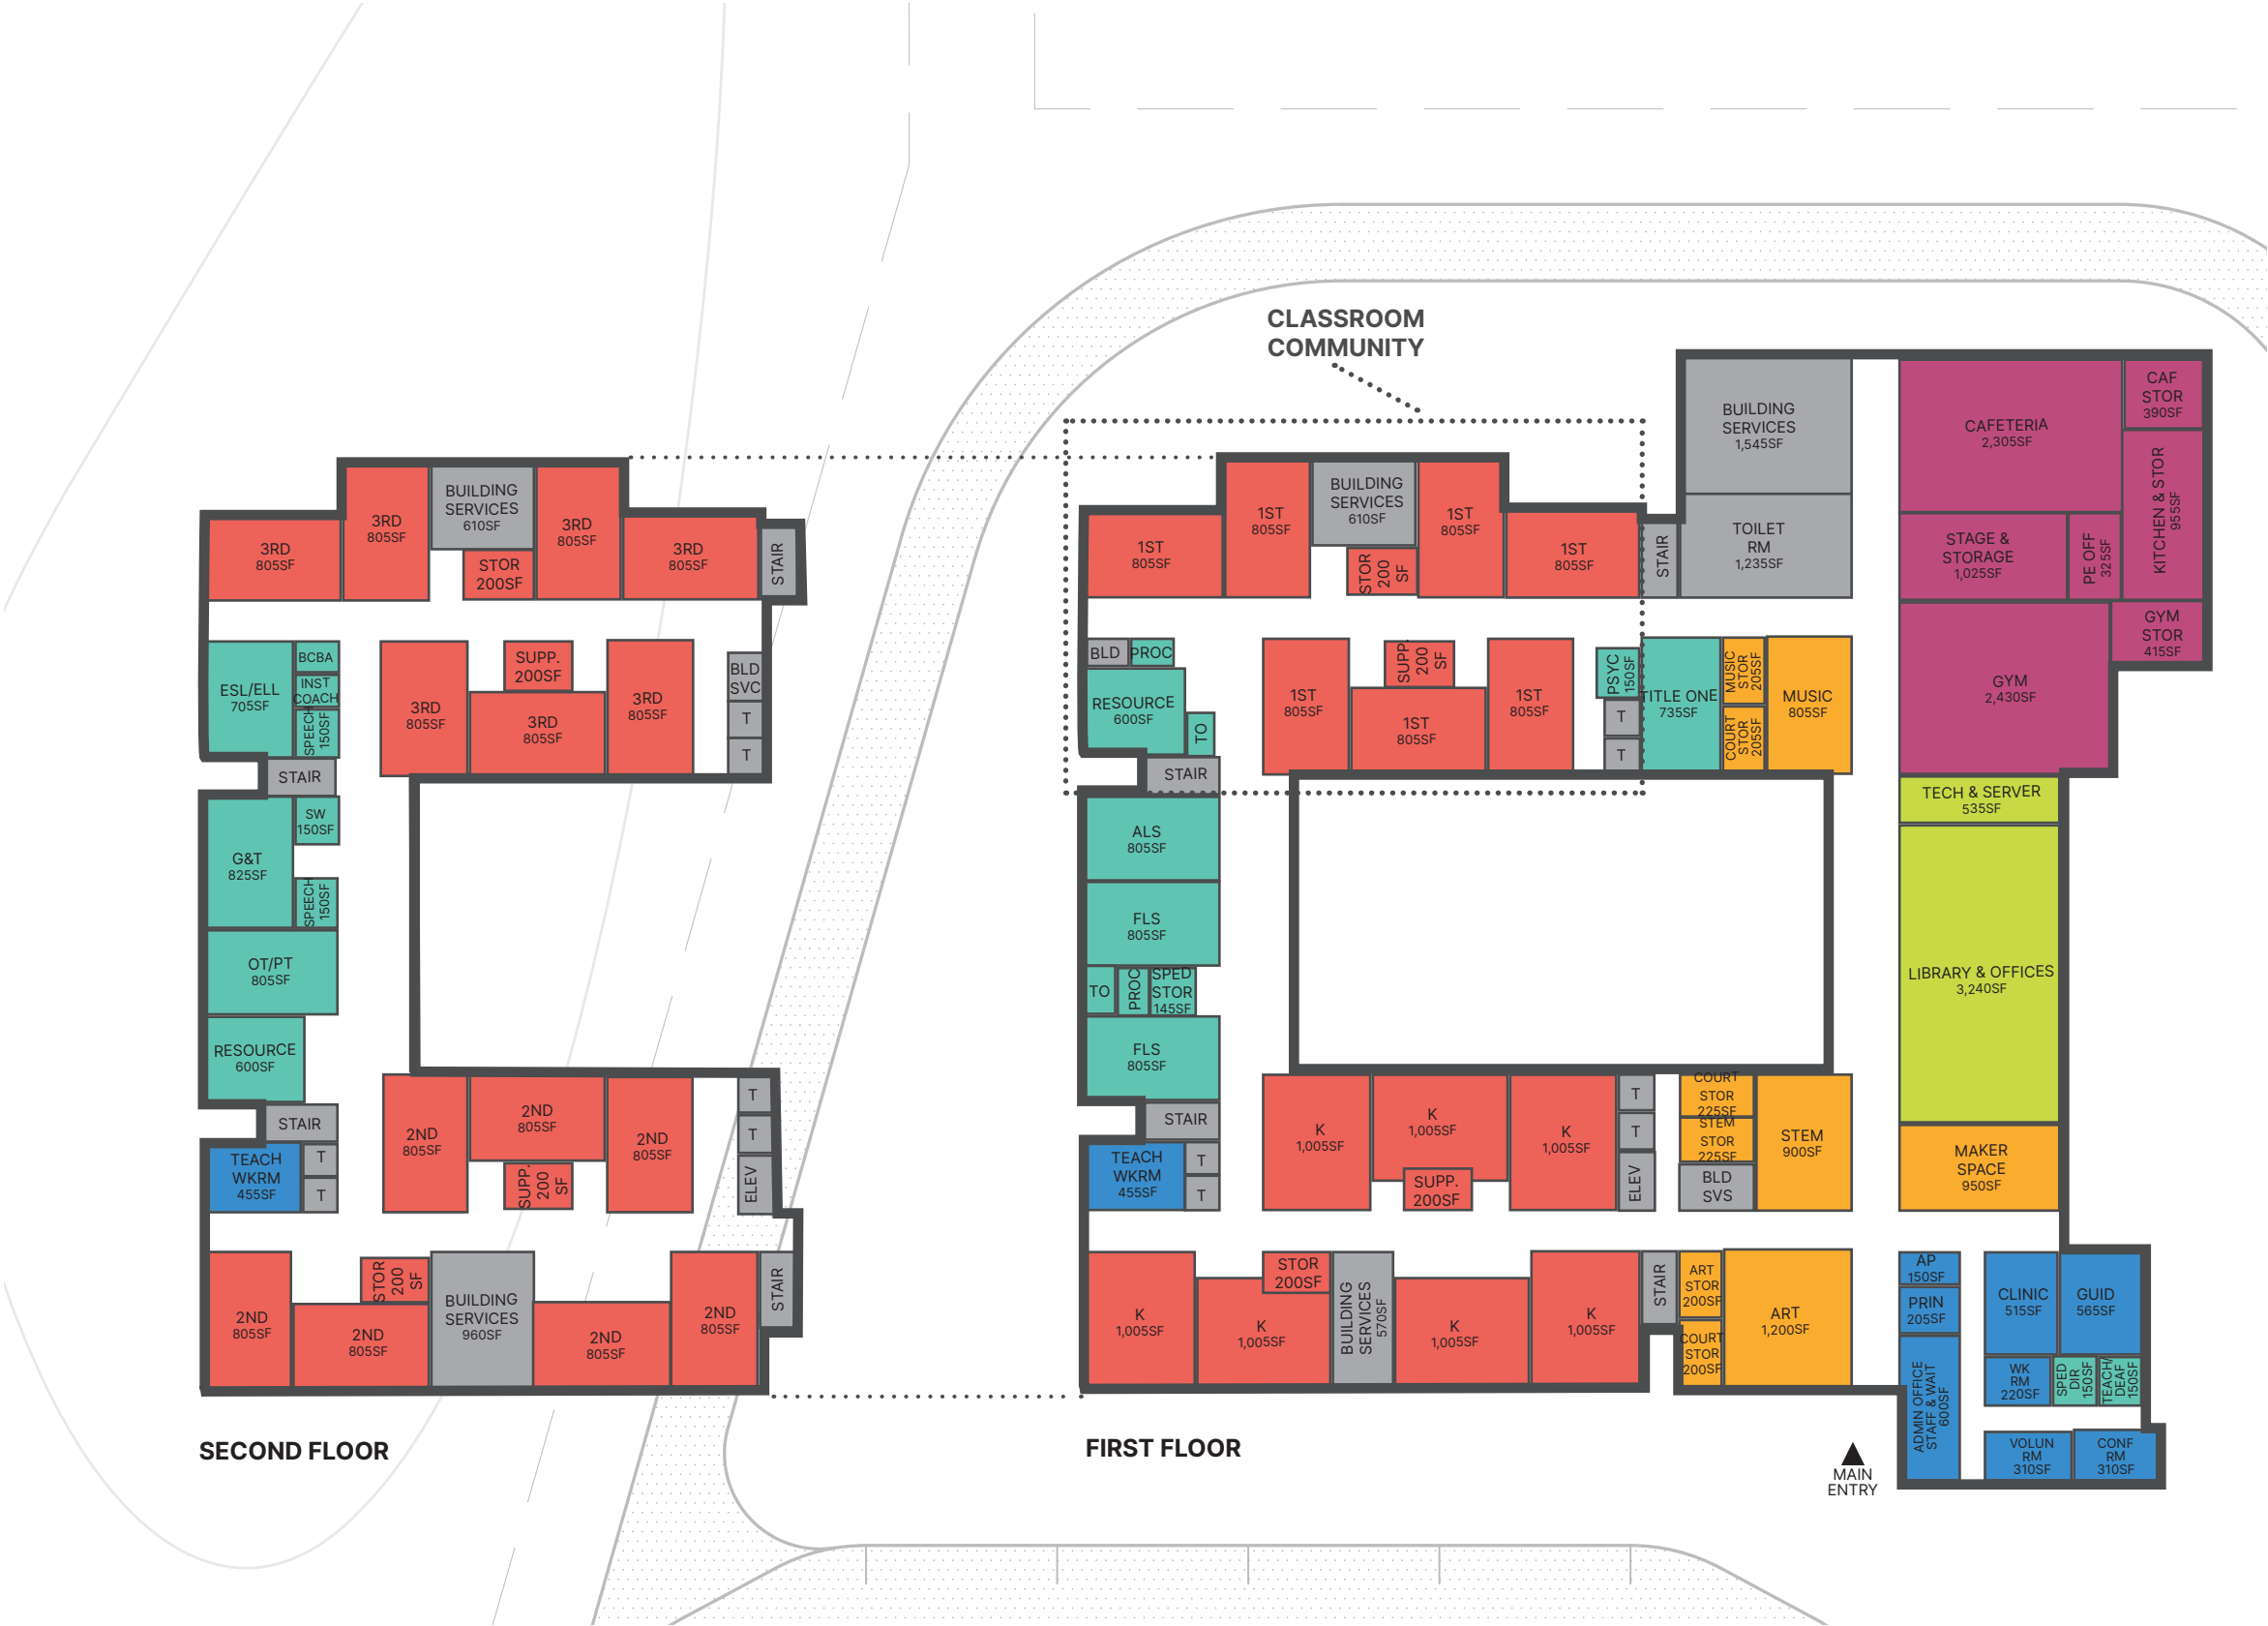 CLASSROOM
COMMUNITY
3RD
805SF
3RD
805SF
BUILDING
SERVICES
610SF
STOR
200SF
3RD
805SF
3RD
805SF
STAIR
ESL/ELL
705SF
BCBA
INST
COACH
SPEECH
150SF
3RD
805SF
SUPP.
200SF
3RD
805SF
3RD
805SF
BLD
SVC
T
T
STAIR
G&T
825SF
SW
150SF
SPEECH
150SF
OT/PT
805SF
RESOURCE
600SF
STAIR
TEACH
WKRM
455SF
T
T
2ND
805SF
2ND
805SF
SUPP.
200
SF
2ND
805SF
T
T
ELEV
2ND
805SF
STOR
200
SF
2ND
805SF
BUILDING
SERVICES
960SF
2ND
805SF
2ND
805SF
STAIR
SECOND FLOOR
1ST
805SF
1ST
805SF
BUILDING
SERVICES
610SF
STOR
200
SF
1ST
805SF
1ST
805SF
STAIR
BUILDING
SERVICES
1,545SF
TOILET
RM
1,235SF
BLD
PROC
RESOURCE
600SF
TO
STAIR
1ST
805SF
SUPP.
200
SF
1ST
805SF
1ST
805SF
PSYC
150SF
T
T
TITLE ONE
735SF
MUSIC
STOR
205SF
COURT
STOR
205SF
MUSIC
805SF
ALS
805SF
FLS
805SF
TO
PROC
SPED
STOR
145SF
FLS
805SF
STAIR
TEACH
WKRM
455SF
T
T
K
1,005SF
K
1,005SF
SUPP.
200SF
K
1,005SF
T
T
ELEV
COURT
STOR
225SF
STEM
STOR
225SF
BLD
SVS
STEM
900SF
K
1,005SF
STOR
200SF
K
1,005SF
BUILDING
SERVICES
570SF
K
1,005SF
K
1,005SF
STAIR
ART
STOR
200SF
COURT
STOR
200SF
ART
1,200SF
CAFETERIA
2,305SF
CAF
STOR
390SF
KITCHEN & STOR
955SF
STAGE &
STORAGE
1,025SF
PE OFF
325SF
GYM
STOR
415SF
GYM
2,430SF
TECH & SERVER
535SF
LIBRARY & OFFICES
3,240SF
MAKER
SPACE
950SF
AP
150SF
PRIN
205SF
ADMIN OFFICE
STAFF & WAIT
600SF
CLINIC
515SF
GUID
565SF
WK
RM
220SF
SPED
DIR
150SF
TEACH/
DEAF
150SF
VOLUN
RM
310SF
CONF
RM
310SF
FIRST FLOOR
MAIN
ENTRY